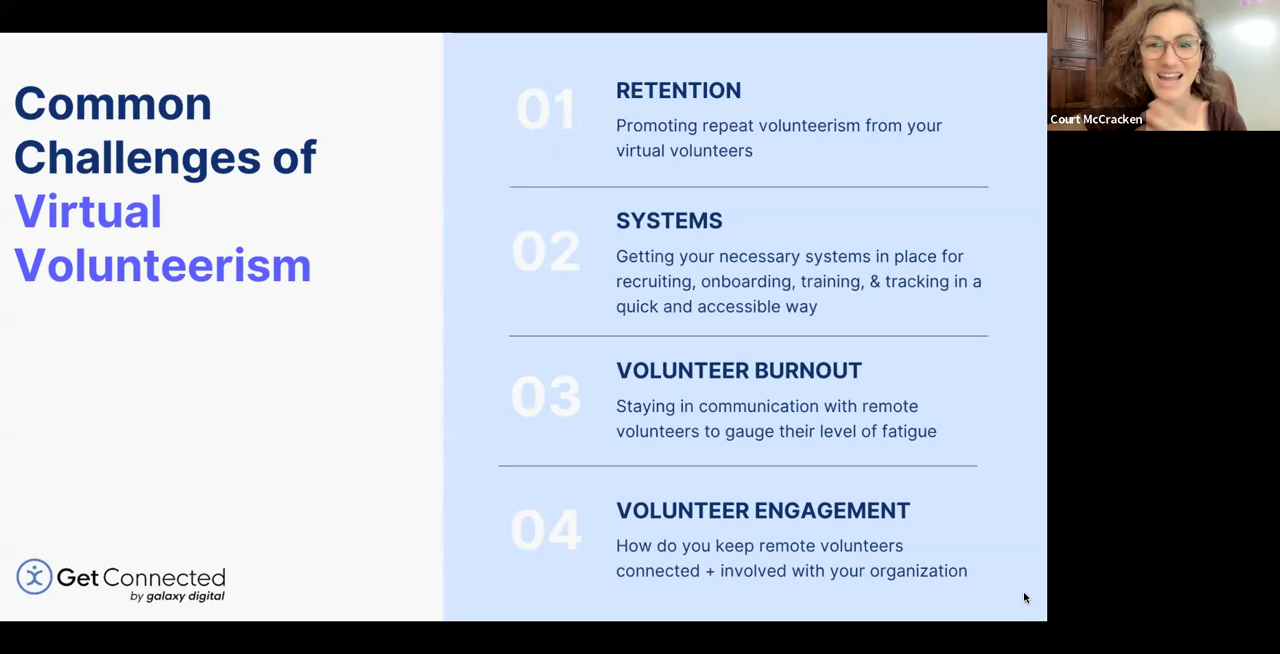 Common
Challenges of
Virtual
Volunteerism
01
RETENTION
Promoting repeat volunteerism from your
virtual volunteers
02
SYSTEMS
Getting your necessary systems in place for
recruiting, onboarding, training, & tracking in a
quick and accessible way
03
VOLUNTEER BURNOUT
Staying in communication with remote
volunteers to gauge their level of fatigue
04
VOLUNTEER ENGAGEMENT
How do you keep remote volunteers
connected + involved with your organization
Get Connected
by galaxy digital
Court McCracken